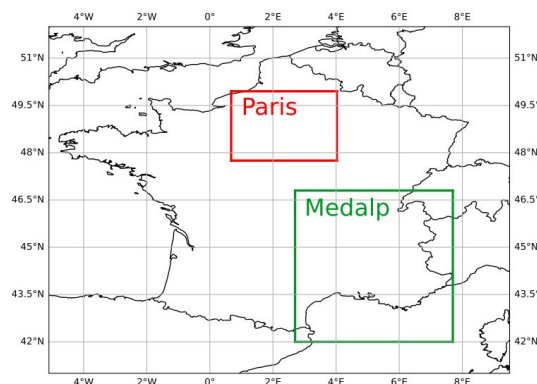 4°W 2°W 0° 2°E 4°E 6°E 8°E
51°N 51°N
49.5°N 49.5°N
Paris
48°N 48°N
46.5°N 46.5°N
Medalp
45°N 45°N
43.5°N 43.5°N
42°N 42°N
4°W 2°W 0° 2°E 4°E 6°E 8°E